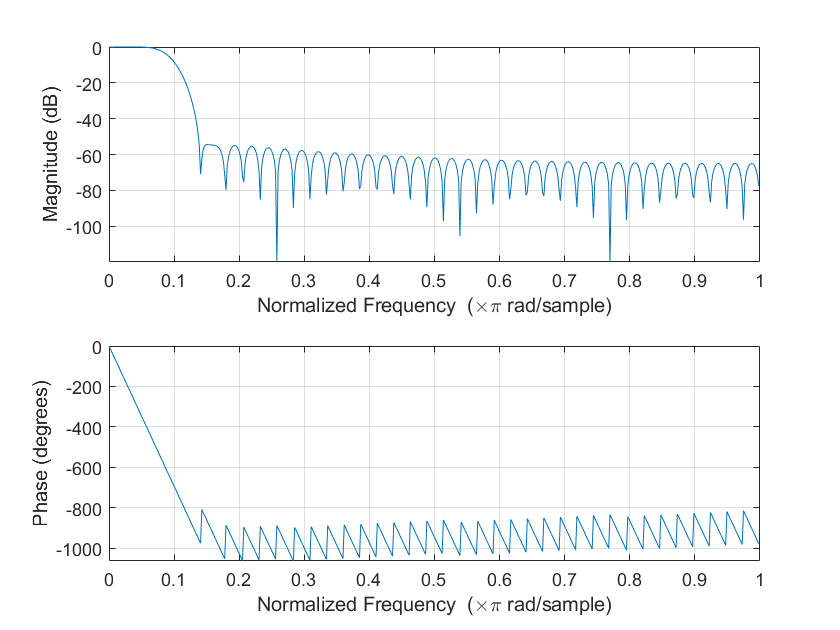 Magnitude (dB)
0
-20
-40
-60
-80
-100
0 0.1 0.2 0.3 0.4 0.5 0.6 0.7 0.8 0.9 1
Normalized Frequency (×π rad/sample)
Phase (degrees)
0
-200
-400
-600
-800
-1000
0 0.1 0.2 0.3 0.4 0.5 0.6 0.7 0.8 0.9 1
Normalized Frequency (×π rad/sample)